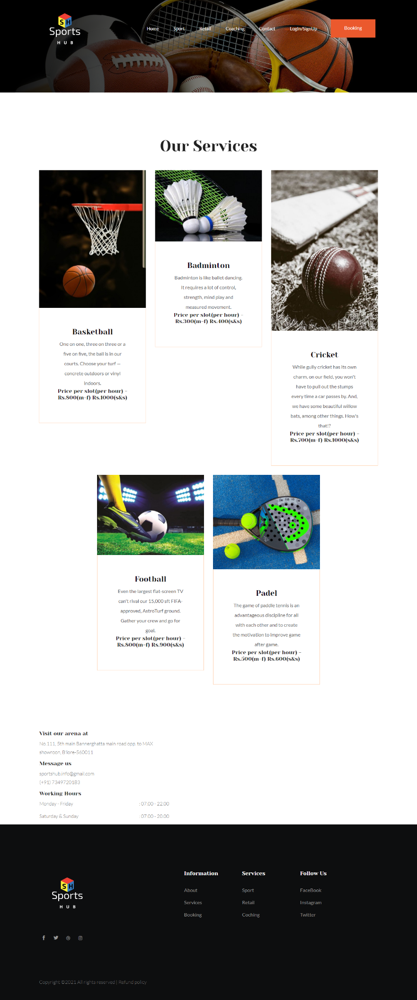 SH
Sports
HUB
Home Sport Retail Coaching Contact LogIn/SignUp Booking
Our Services
Basketball
One on one, three on three or a
five on five, the ball is in our
courts. Choose your turf —
concrete outdoors or vinyl
indoors.
Price per slot(per hour) -
Rs.800(m-f) Rs.1000(s&s)
Badminton
Badminton is like ballet dancing.
It requires a lot of control,
strength, mind play and
measured movement.
Price per slot(per hour) -
Rs.300(m-f) Rs.400(s&s)
Cricket
While gully cricket has its own
charm, on our field, you won't
have to pull out the stumps
every time a car passes by. And,
we have some beautiful willow
bats, among other things. How's
that!?
Price per slot(per hour) -
Rs.700(m-f) Rs.1000(s&s)
Football
Even the largest flat-screen TV
can't rival our 15,000 sft FIFA-
approved, AstroTurf ground.
Gather your crew and go for
goal.
Price per slot(per hour) -
Rs.800(m-f) Rs.900(s&s)
Padel
The game of paddle tennis is an
advantageous discipline for all
with each other and to create
the motivation to improve game
after game.
Price per slot(per hour) -
Rs.500(m-f) Rs.600(s&s)
Visit our arena at
No.111, 5th main Bannerghatta main road opp. to MAX
showroon, B'lore-560011
Message us
sportshub.info@gmail.com
(+91) 7349720183
Working Hours
Monday - Friday : 07.00 - 22.00
Saturday & Sunday : 07.00 - 20.00
SH
Sports
HUB
Information
About
Services
Booking
Services
Sport
Retail
Coching
Follow Us
FaceBook
Instagram
Twitter
Copyright ©2021 All rights reserved | Refund policy